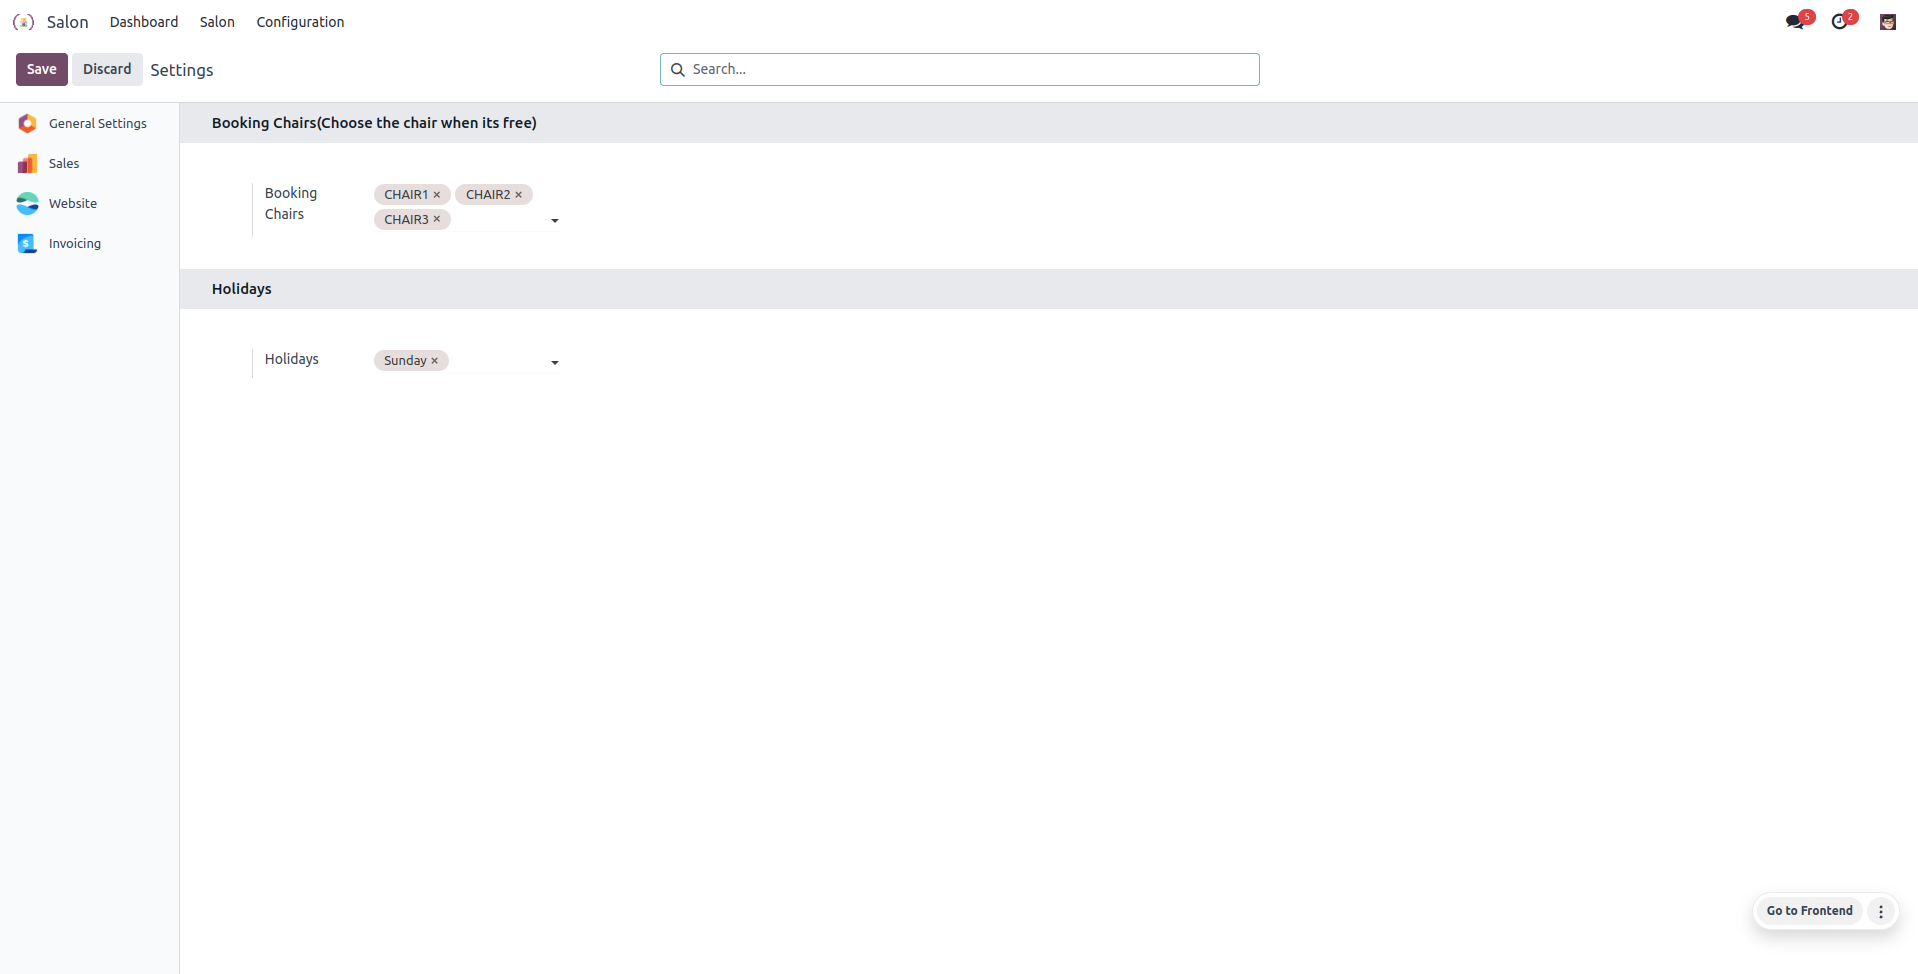 Salon Dashboard Salon Configuration 5 2
Save Discard Settings Search...
General Settings
Sales
Website
Invoicing
Booking Chairs(Choose the chair when its free)
Booking Chairs
CHAIR1 × CHAIR2 ×
CHAIR3 ×
Holidays
Holidays Sunday ×
Go to Frontend